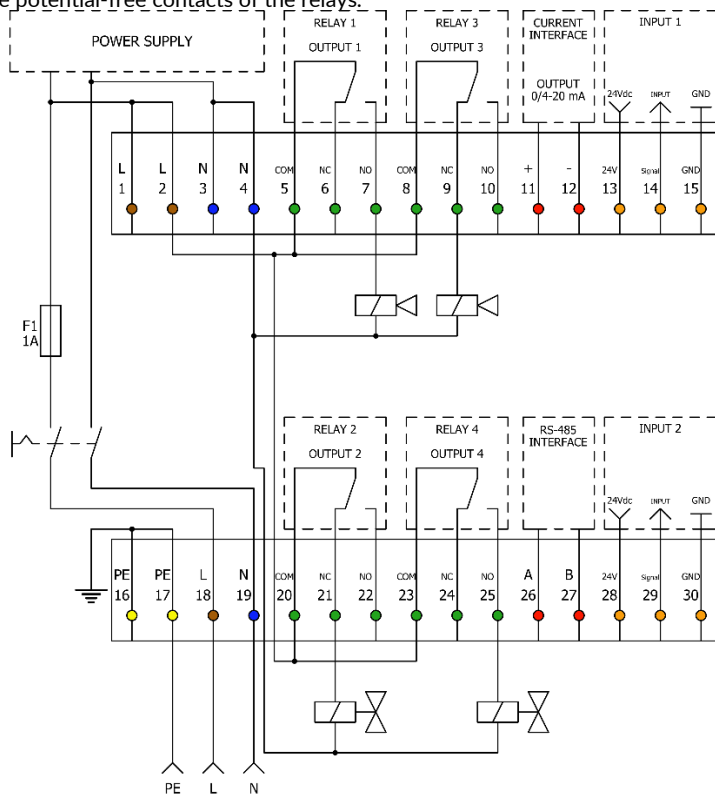 e potential-free contacts of the relays.
POWER SUPPLY
RELAY 1
OUTPUT 1
RELAY 3
OUTPUT 3
CURRENT
INTERFACE
OUTPUT
0/4-20 mA
INPUT 1
24Vdc INPUT GND
L L N N COM NC NO COM NC NO + - 24V Signal GND
1 2 3 4 5 6 7 8 9 10 11 12 13 14 15
F1
1A
RELAY 2
OUTPUT 2
RELAY 4
OUTPUT 4
RS-485
INTERFACE
INPUT 2
24Vdc INPUT GND
PE PE L N COM NC NO COM NC NO A B 24V Signal GND
16 17 18 19 20 21 22 23 24 25 26 27 28 29 30
PE L N